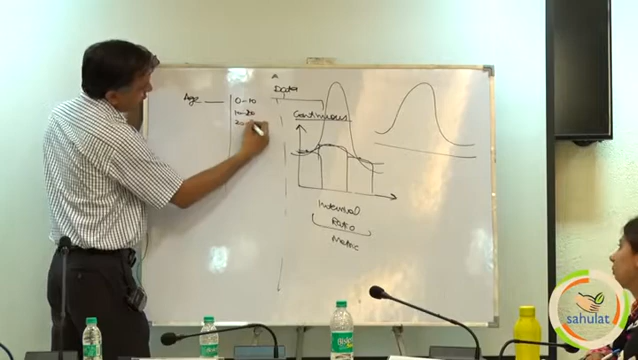 Data
Age 0-10
10-20
Continuous
Interval
Ratio
Metric
sahulat